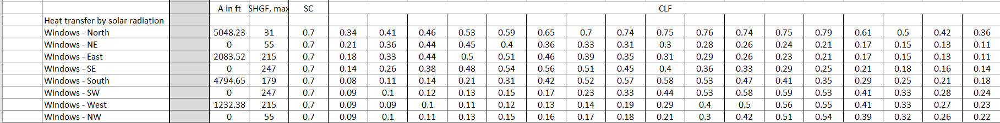 A in ft SHGF, max SC CLF
Heat transfer by solar radiation
Windows - North 5048.23 31 0.7 0.34 0.41 0.46 0.53 0.59 0.65 0.7 0.74 0.75 0.76 0.74 0.75 0.79 0.61 0.5 0.42 0.36
Windows - NE 0 55 0.7 0.21 0.36 0.44 0.45 0.4 0.36 0.33 0.31 0.3 0.28 0.26 0.24 0.21 0.17 0.15 0.13 0.11
Windows - East 2083.52 215 0.7 0.18 0.33 0.44 0.5 0.51 0.46 0.39 0.35 0.31 0.29 0.26 0.23 0.21 0.17 0.15 0.13 0.11
Windows - SE 0 247 0.7 0.14 0.26 0.38 0.48 0.54 0.56 0.51 0.45 0.4 0.36 0.33 0.29 0.25 0.21 0.18 0.16 0.14
Windows - South 4794.65 179 0.7 0.08 0.11 0.14 0.21 0.31 0.42 0.52 0.57 0.58 0.53 0.47 0.41 0.35 0.29 0.25 0.21 0.18
Windows - SW 0 247 0.7 0.09 0.1 0.12 0.13 0.15 0.17 0.23 0.33 0.44 0.53 0.58 0.59 0.53 0.41 0.33 0.28 0.24
Windows - West 1232.38 215 0.7 0.09 0.09 0.1 0.11 0.12 0.13 0.14 0.19 0.29 0.4 0.5 0.56 0.55 0.41 0.33 0.27 0.23
Windows - NW 0 55 0.7 0.09 0.1 0.11 0.13 0.15 0.16 0.17 0.18 0.21 0.3 0.42 0.51 0.54 0.39 0.32 0.26 0.22